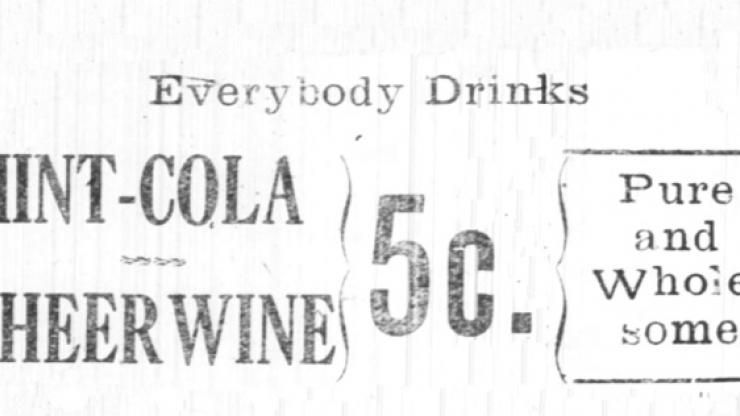 Everybody Drinks
INT-COLA
HEERWINE
5c.
Pure
and
Whole
some